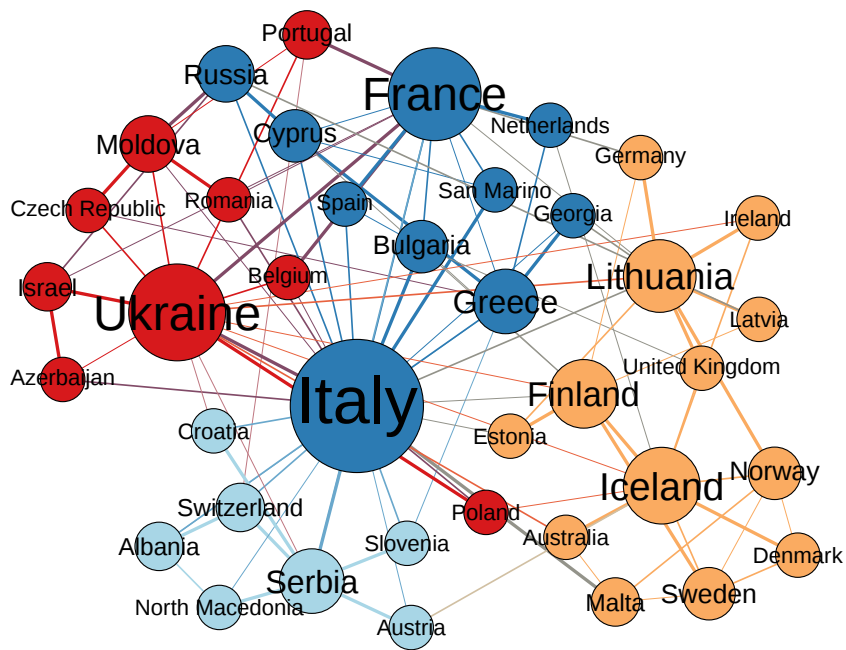 Portugal
Russia
France
Netherlands
Cyprus
Moldova
Germany
San Marino
Romania
Spain
Czech Republic
Georgia
Ireland
Bulgaria
Belgium
Lithuania
Israel
Greece
Ukraine
Latvia
United Kingdom
Azerbaijan
Finland
Italy
Croatia
Estonia
Norway
Iceland
Switzerland
Poland
Australia
Slovenia
Albania
Denmark
Serbia
Sweden
Malta
North Macedonia
Austria